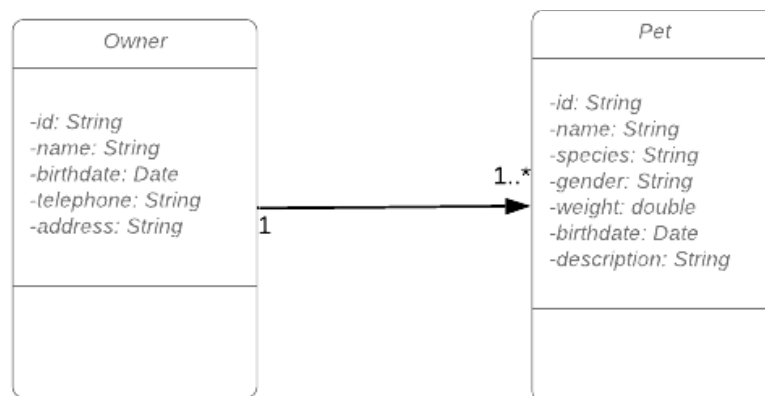 Owner
-id: String
-name: String
-birthdate: Date
-telephone: String
-address: String
1
1..*
Pet
-id: String
-name: String
-species: String
-gender: String
-weight: double
-birthdate: Date
-description: String